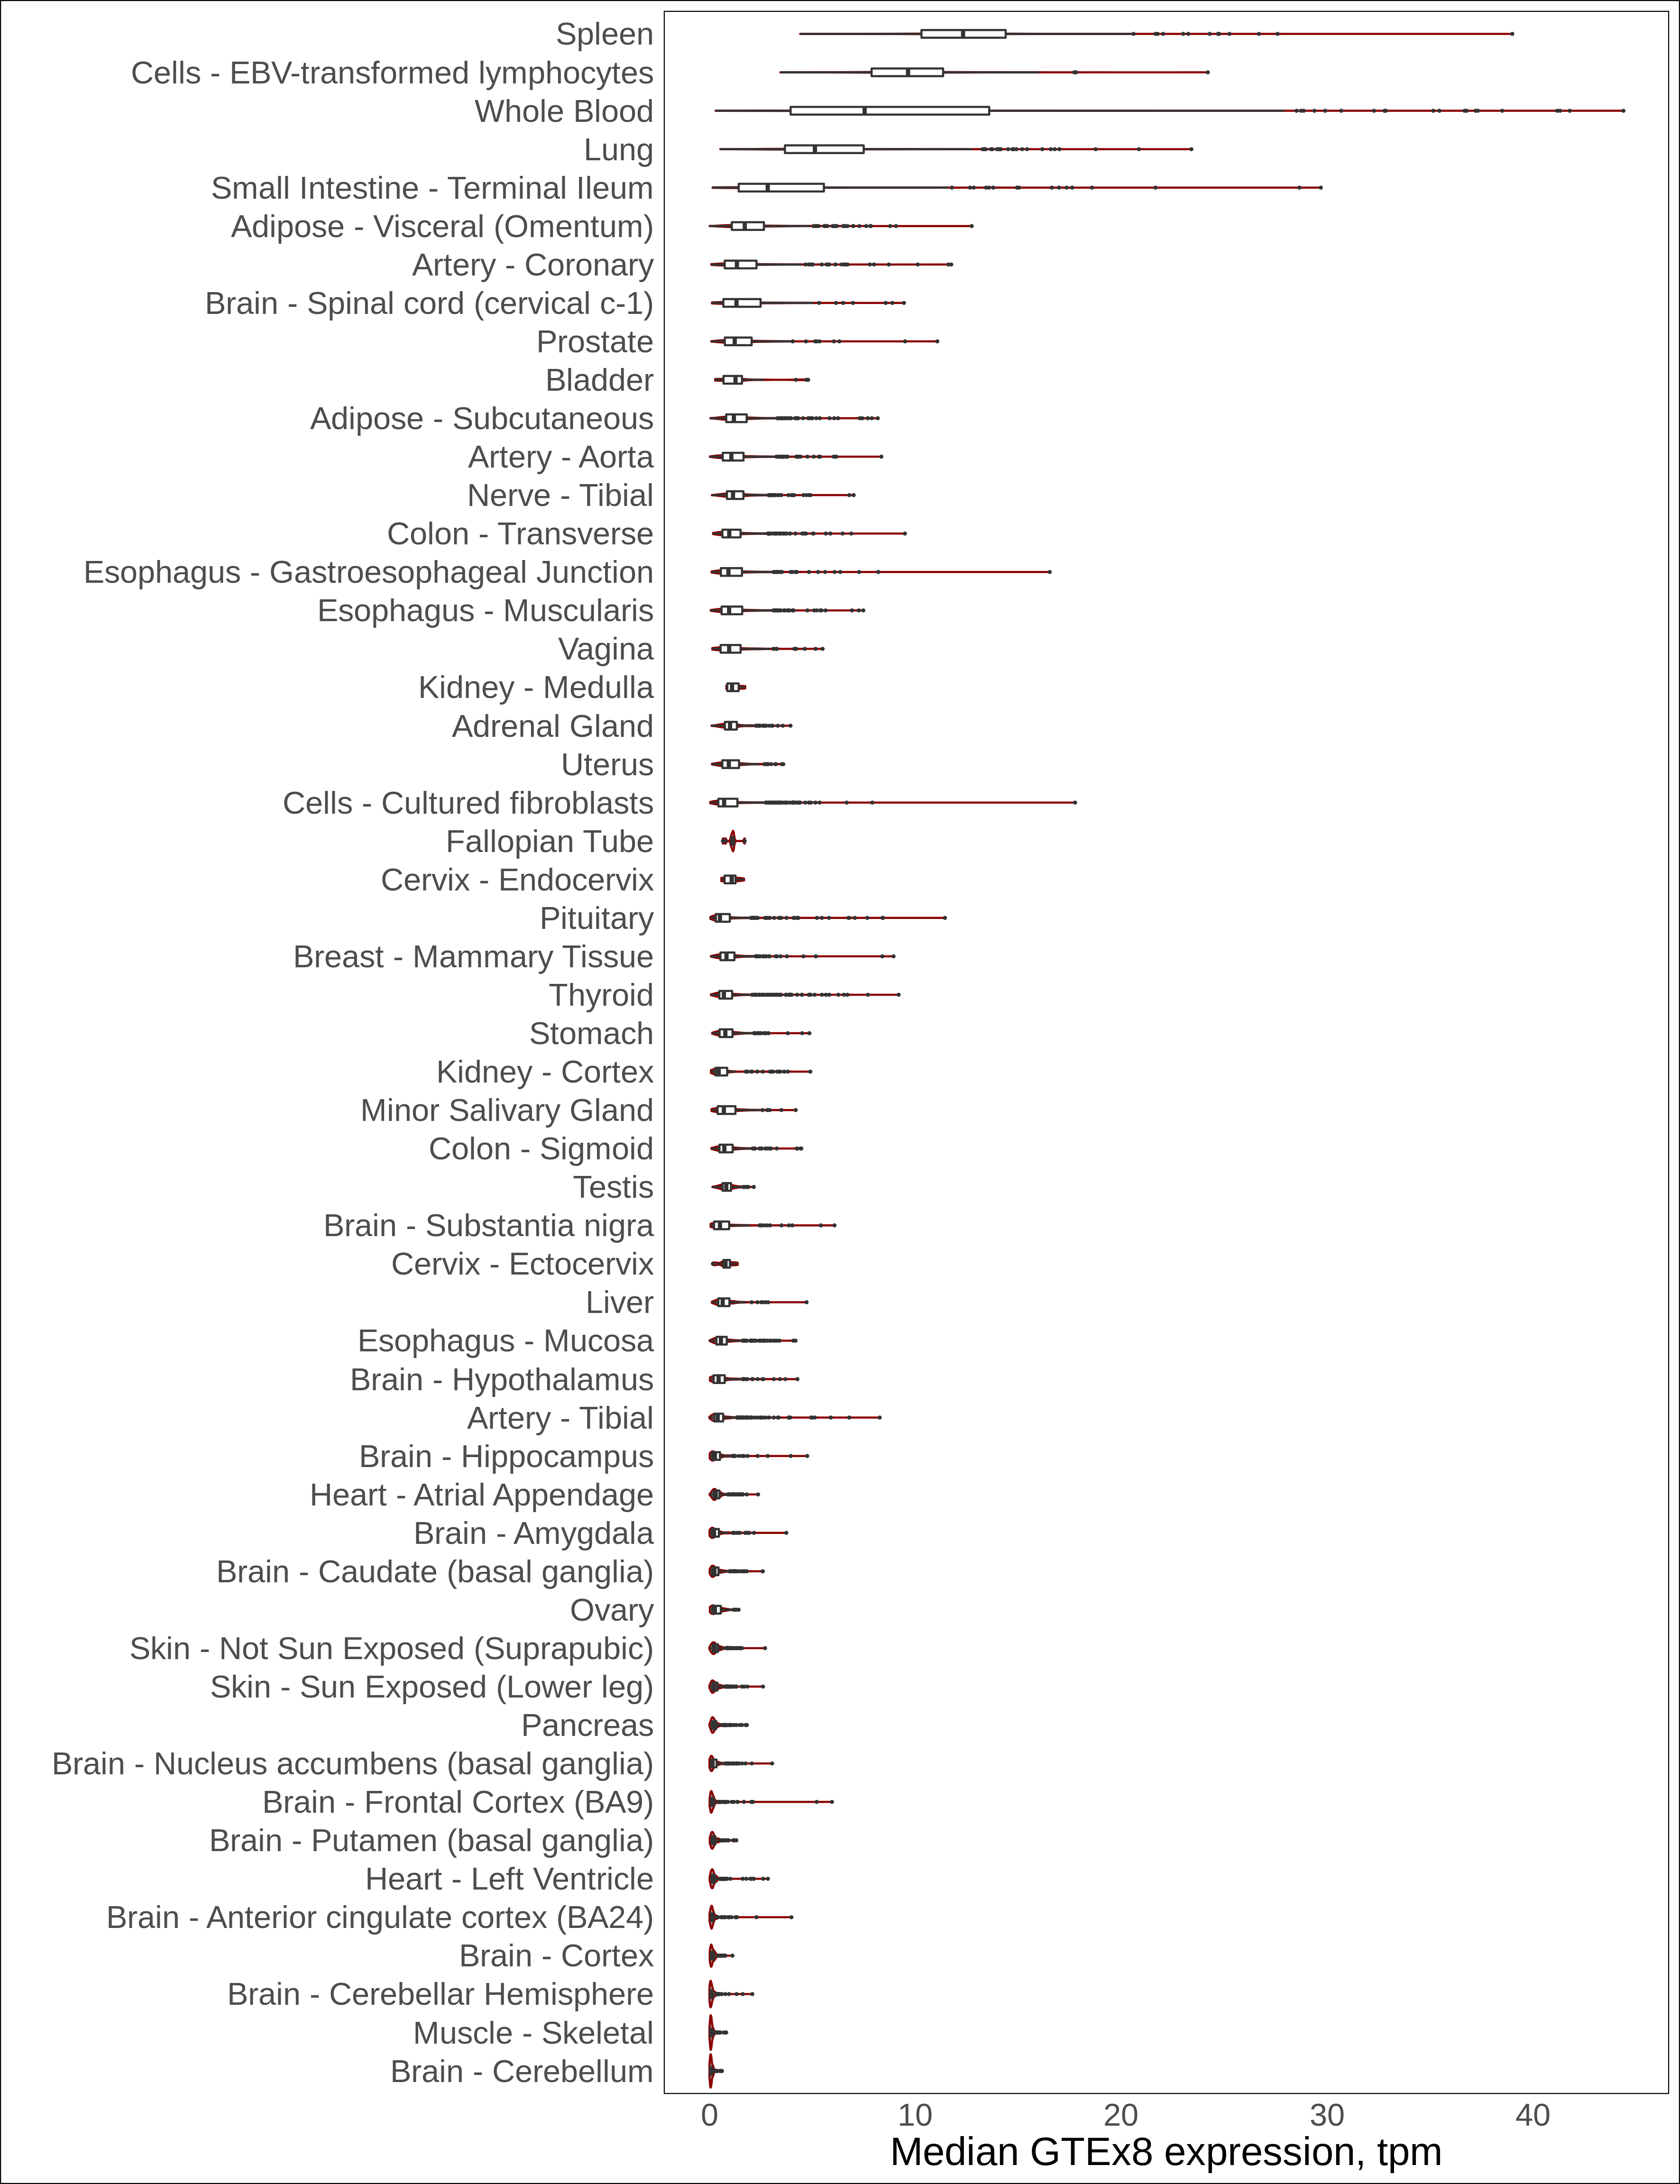 Spleen
Cells - EBV-transformed lymphocytes
Whole Blood
Lung
Small Intestine - Terminal Ileum
Adipose - Visceral (Omentum)
Artery - Coronary
Brain - Spinal cord (cervical c-1)
Prostate
Bladder
Adipose - Subcutaneous
Artery - Aorta
Nerve - Tibial
Colon - Transverse
Esophagus - Gastroesophageal Junction
Esophagus - Muscularis
Vagina
Kidney - Medulla
Adrenal Gland
Uterus
Cells - Cultured fibroblasts
Fallopian Tube
Cervix - Endocervix
Pituitary
Breast - Mammary Tissue
Thyroid
Stomach
Kidney - Cortex
Minor Salivary Gland
Colon - Sigmoid
Testis
Brain - Substantia nigra
Cervix - Ectocervix
Liver
Esophagus - Mucosa
Brain - Hypothalamus
Artery - Tibial
Brain - Hippocampus
Heart - Atrial Appendage
Brain - Amygdala
Brain - Caudate (basal ganglia)
Ovary
Skin - Not Sun Exposed (Suprapubic)
Skin - Sun Exposed (Lower leg)
Pancreas
Brain - Nucleus accumbens (basal ganglia)
Brain - Frontal Cortex (BA9)
Brain - Putamen (basal ganglia)
Heart - Left Ventricle
Brain - Anterior cingulate cortex (BA24)
Brain - Cortex
Brain - Cerebellar Hemisphere
Muscle - Skeletal
Brain - Cerebellum
0 10 20 30 40
Median GTEx8 expression, tpm